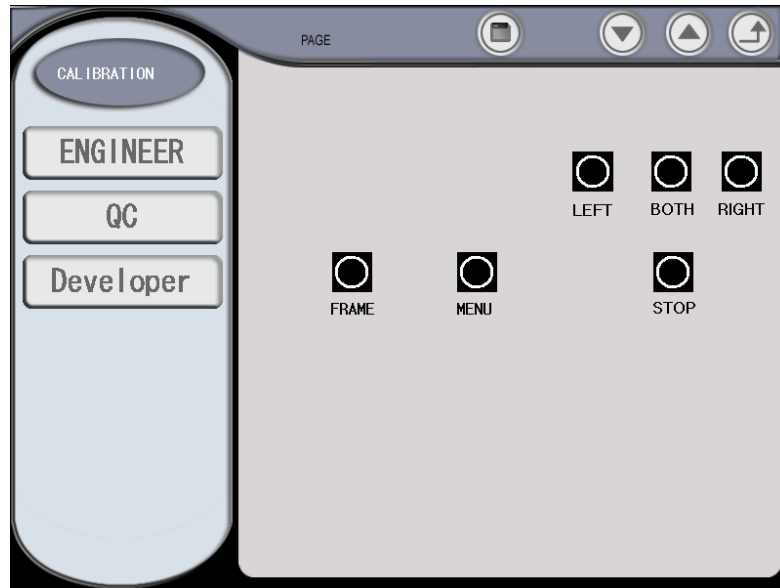 PAGE
CALIBRATION
ENGINEER
QC
Developer
LEFT BOTH RIGHT
FRAME MENU STOP